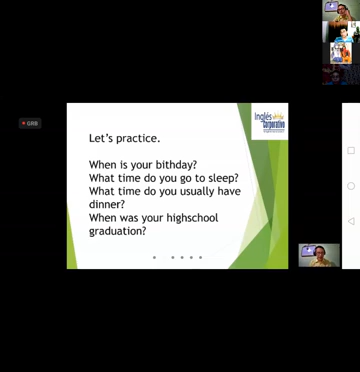 GRB
Inglés
corporativo
Let's practice.
When is your bithday?
What time do you go to sleep?
What time do you usually have
dinner?
When was your highschool
graduation?